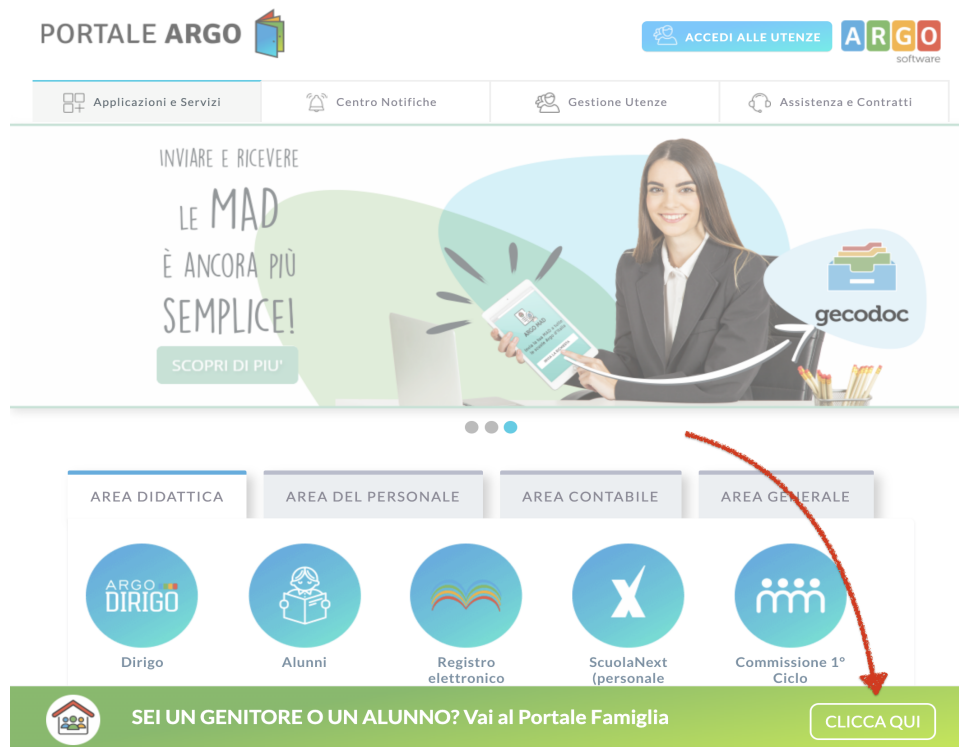 PORTALE ARGO
ACCEDI ALLE UTENZE
ARGO
software
Applicazioni e Servizi
Centro Notifiche
Gestione Utenze
Assistenza e Contratti
INVIARE E RICEVERE
LE MAD
È ANCORA PIÙ
SEMPLICE!
SCOPRI DI PIU'
ARGO MAD
gecodoc
AREA DIDATTICA
AREA DEL PERSONALE
AREA CONTABILE
AREA GENERALE
ARGO
DIRIGO
X
Dirigo
Alunni
Registro
elettronico
ScuolaNext
(personale
Commissione 1°
Ciclo
SEI UN GENITORE O UN ALUNNO? Vai al Portale Famiglia
CLICCA QUI